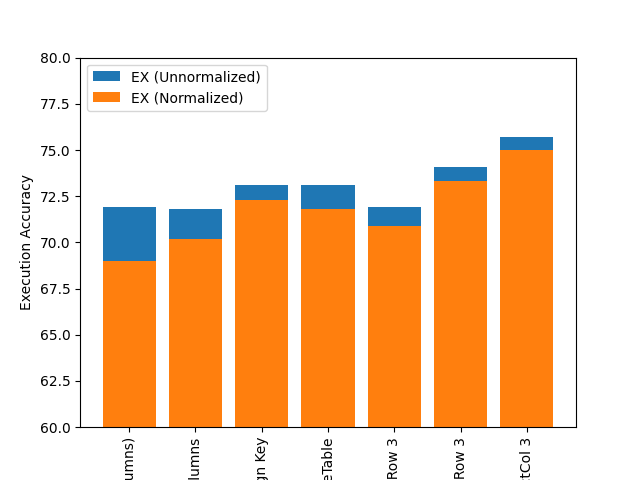 80.0
77.5
75.0
72.5
70.0
67.5
65.0
62.5
60.0
Execution Accuracy
EX (Unnormalized)
EX (Normalized)
umns)
lumns
gn Key
eTable
Row 3
Row 3
tCol 3